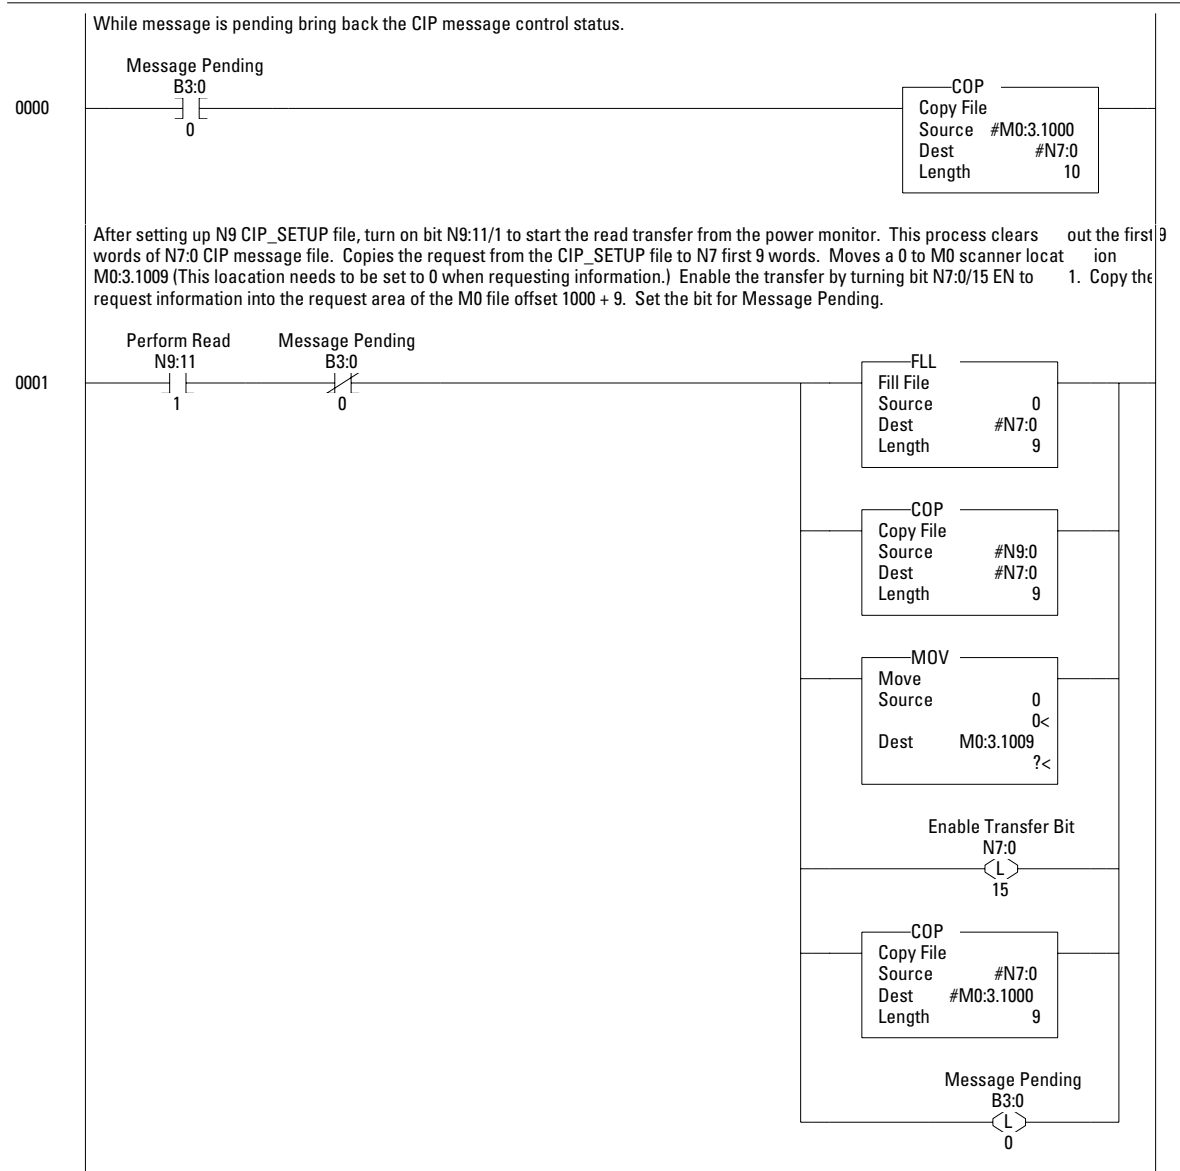 While message is pending bring back the CIP message control status.
Message Pending
B3:0
0000
0
COP
Copy File
Source #M0:3.1000
Dest #N7:0
Length 10
After setting up N9 CIP_SETUP file, turn on bit N9:11/1 to start the read transfer from the power monitor. This process clears out the first 9
words of N7:0 CIP message file. Copies the request from the CIP_SETUP file to N7 first 9 words. Moves a 0 to M0 scanner locat ion
M0:3.1009 (This loacation needs to be set to 0 when requesting information.) Enable the transfer by turning bit N7:0/15 EN to 1. Copy the
request information into the request area of the M0 file offset 1000 + 9. Set the bit for Message Pending.
Perform Read Message Pending
N9:11 B3:0
0001
1 0
FLL
Fill File
Source 0
Dest #N7:0
Length 9
COP
Copy File
Source #N9:0
Dest #N7:0
Length 9
MOV
Move
Source 0
0<
Dest M0:3.1009
?<
Enable Transfer Bit
N7:0
L
15
COP
Copy File
Source #N7:0
Dest #M0:3.1000
Length 9
Message Pending
B3:0
L
0